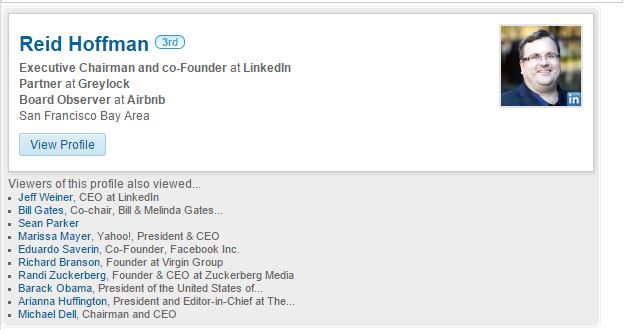 Reid Hoffman 3rd
Executive Chairman and co-Founder at LinkedIn
Partner at Greylock
Board Observer at Airbnb
San Francisco Bay Area
in
View Profile
Viewers of this profile also viewed...
Jeff Weiner, CEO at LinkedIn
Bill Gates, Co-chair, Bill & Melinda Gates...
Sean Parker
Marissa Mayer, Yahoo!, President & CEO
Eduardo Saverin, Co-Founder, Facebook Inc.
Richard Branson, Founder at Virgin Group
Randi Zuckerberg, Founder & CEO at Zuckerberg Media
Barack Obama, President of the United States of...
Arianna Huffington, President and Editor-in-Chief at The...
Michael Dell, Chairman and CEO